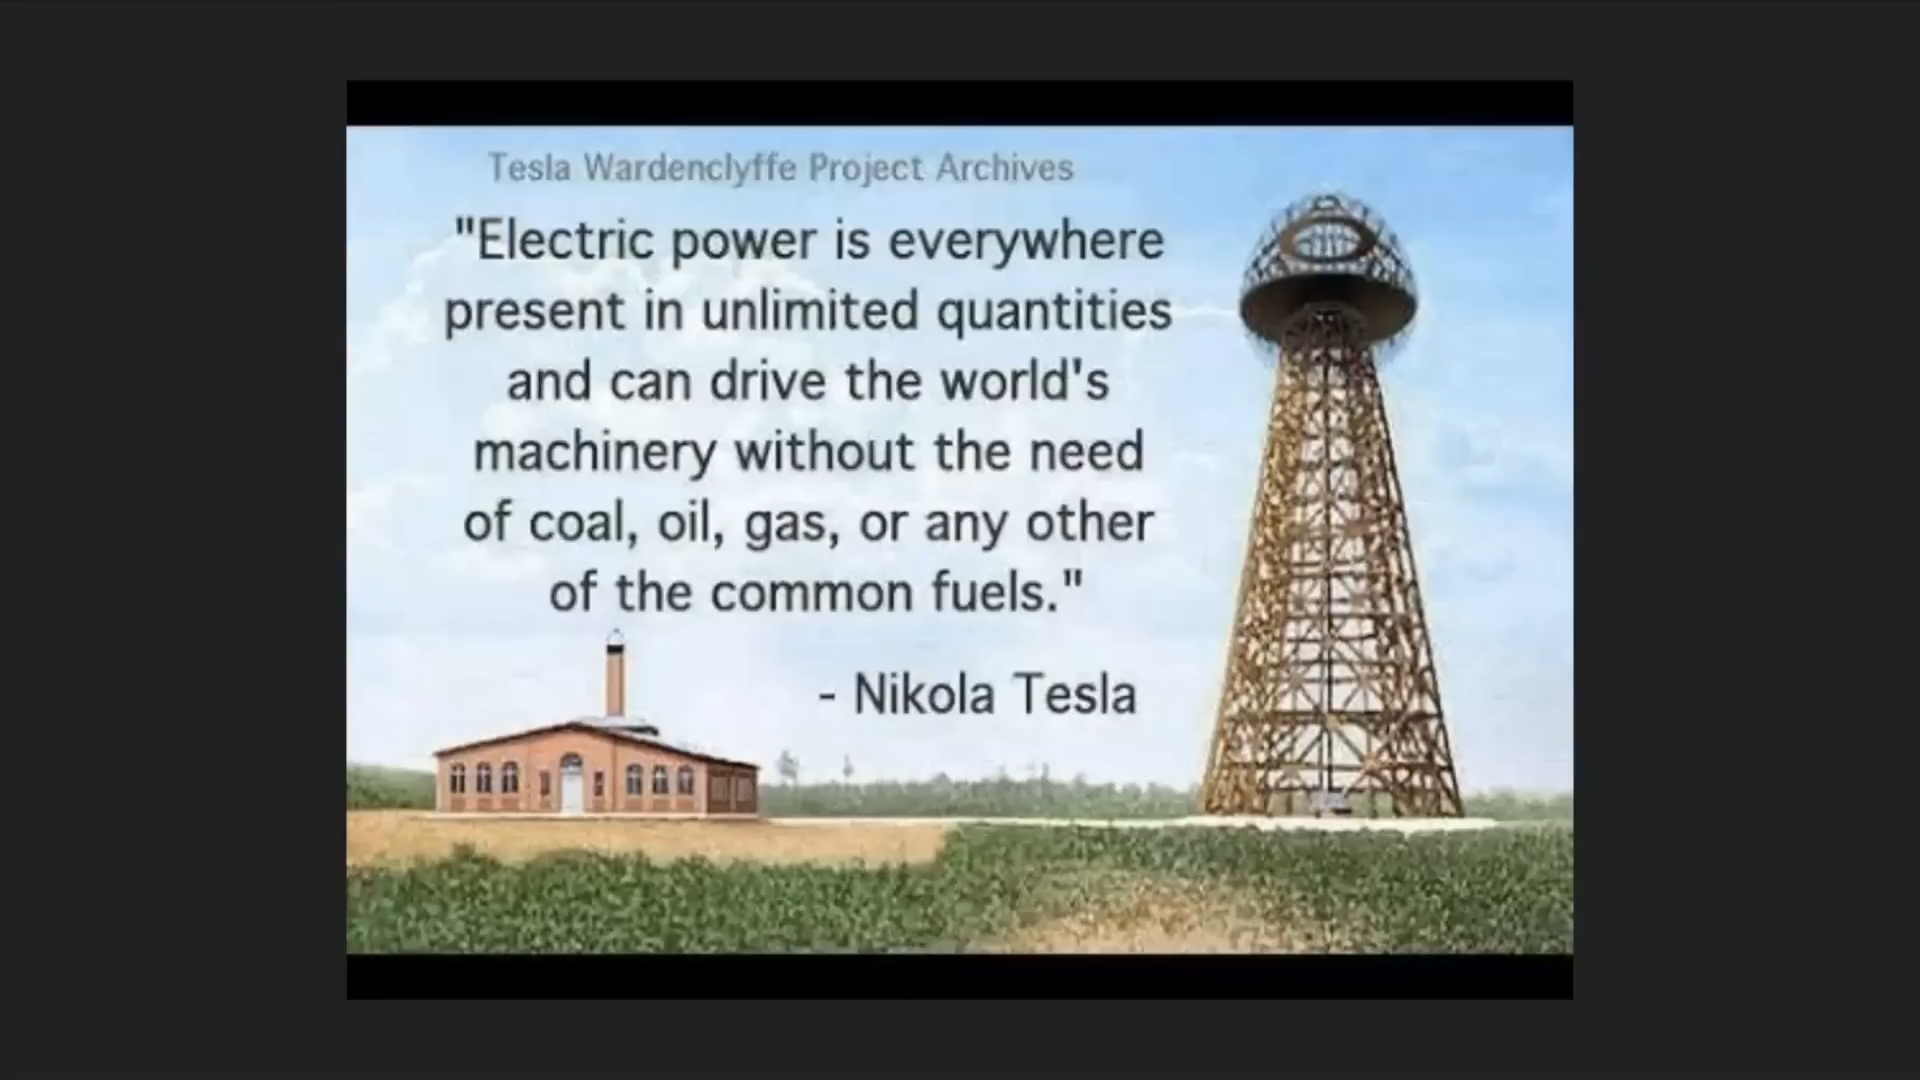 Tesla Wardenclyffe Project Archives
"Electric power is everywhere
present in unlimited quantities
and can drive the world's
machinery without the need
of coal, oil, gas, or any other
of the common fuels."
- Nikola Tesla